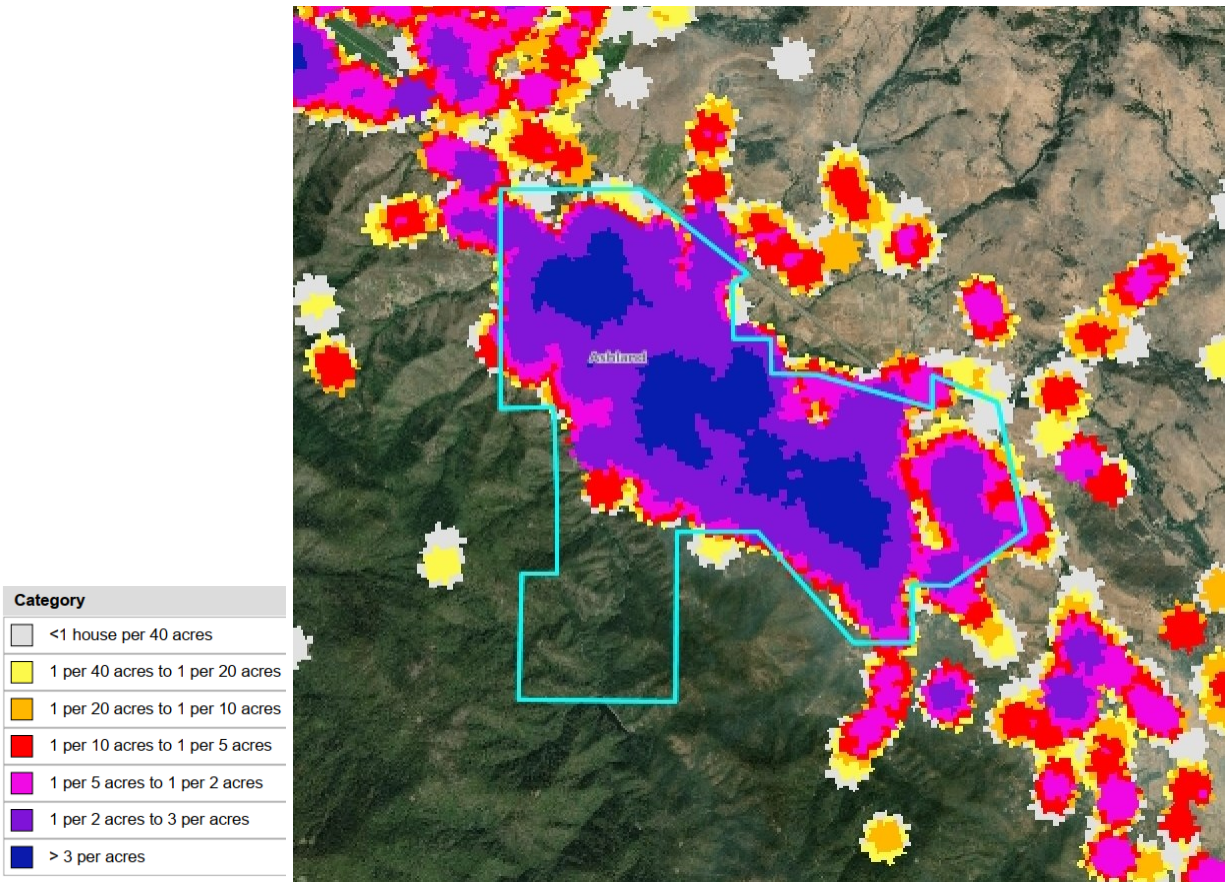 Ashland
Category
<1 house per 40 acres
1 per 40 acres to 1 per 20 acres
1 per 20 acres to 1 per 10 acres
1 per 10 acres to 1 per 5 acres
1 per 5 acres to 1 per 2 acres
1 per 2 acres to 3 per acres
> 3 per acres